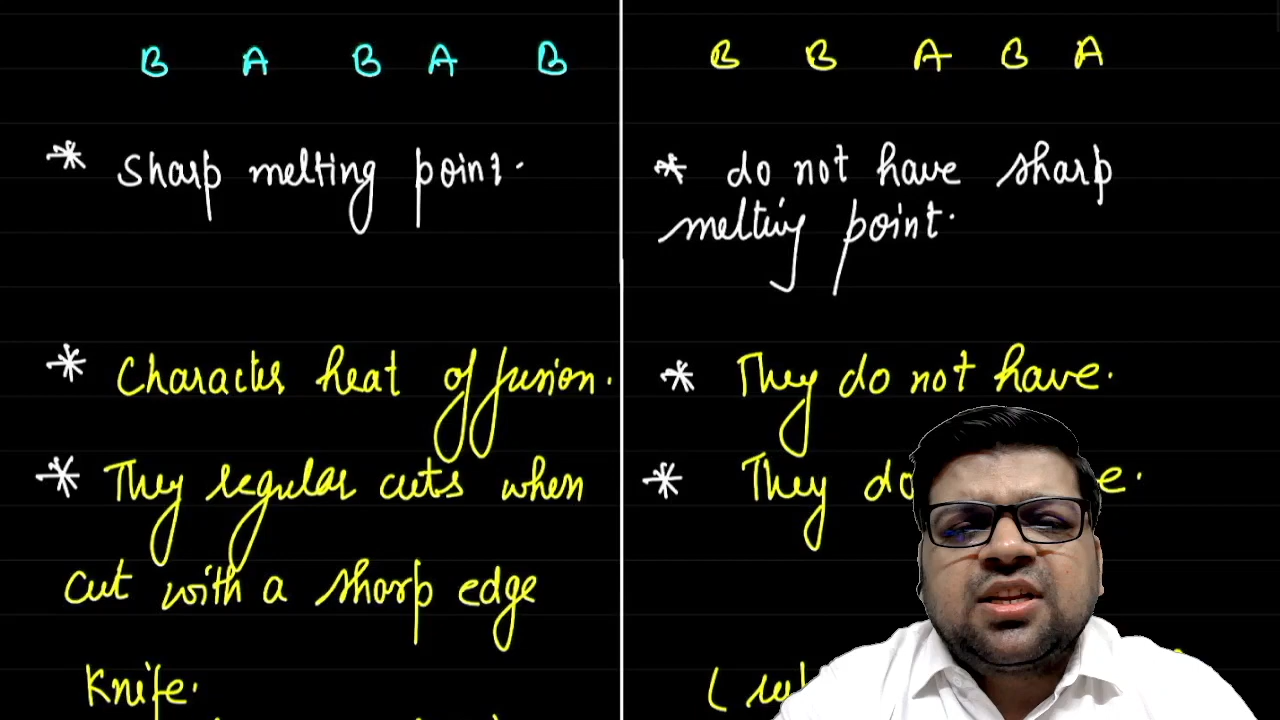 B A B A B
* Sharp melting point.
* Character heat of fusion.
* They regular cuts when
cut with a sharp edge
Knife.
B B A B A
* do not have sharp
melting point.
* They do not have.
* They do